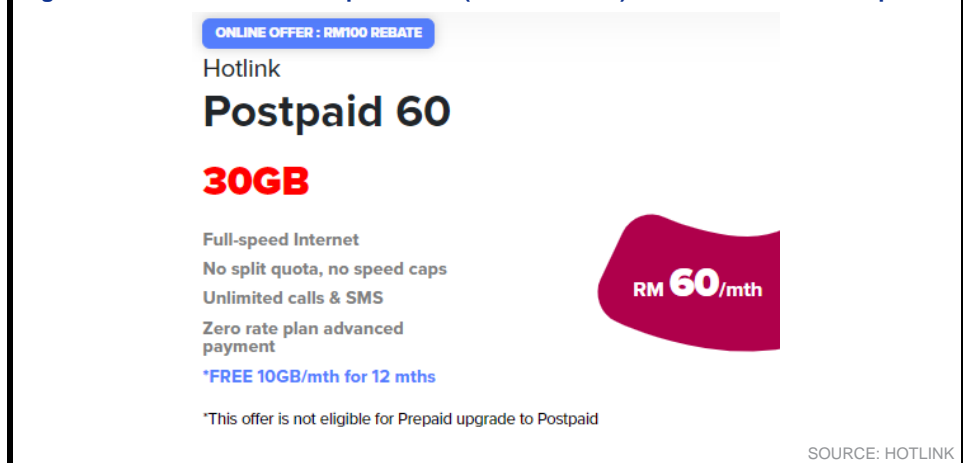 ONLINE OFFER : RM100 REBATE
Hotlink
Postpaid 60
30GB
Full-speed Internet
No split quota, no speed caps
Unlimited calls & SMS
Zero rate plan advanced
payment
*FREE 10GB/mth for 12 mths
RM 60/mth
*This offer is not eligible for Prepaid upgrade to Postpaid
SOURCE: HOTLINK